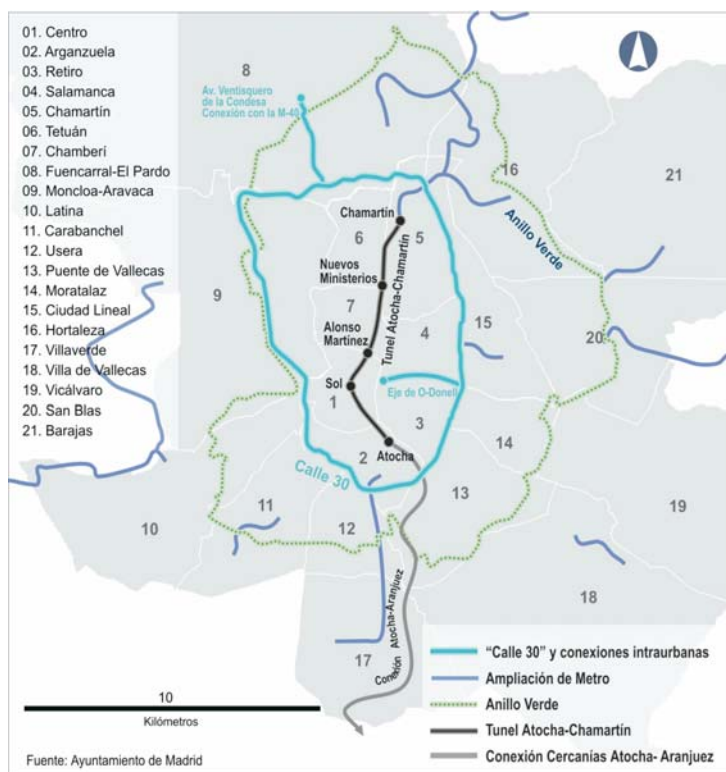 01. Centro
02. Arganzuela
03. Retiro
04. Salamanca
05. Chamartín
06. Tetuán
07. Chamberí
08. Fuencarral-El Pardo
09. Moncloa-Aravaca
10. Latina
11. Carabanchel
12. Usera
13. Puente de Vallecas
14. Moratalaz
15. Ciudad Lineal
16. Hortaleza
17. Villaverde
18. Villa de Vallecas
19. Vicálvaro
20. San Blas
21. Barajas
8
Av. Ventisquero
de la Condesa
Conexión con la M-40
16
21
Anillo Verde
Chamartín
6
5
Nuevos
Ministerios
Tunel Atocha-Chamartín
9
7
4
15
20
Alonso
Martínez
Sol
Eje de O-Donell
1
3
14
Atocha
2
Calle 30
13
11
12
10
19
18
Conexión Atocha-Aranjuez
17
10
Kilómetros
"Calle 30" y conexiones intraurbanas
Ampliación de Metro
Anillo Verde
Tunel Atocha-Chamartín
Conexión Cercanías Atocha- Aranjuez
Fuente: Ayuntamiento de Madrid